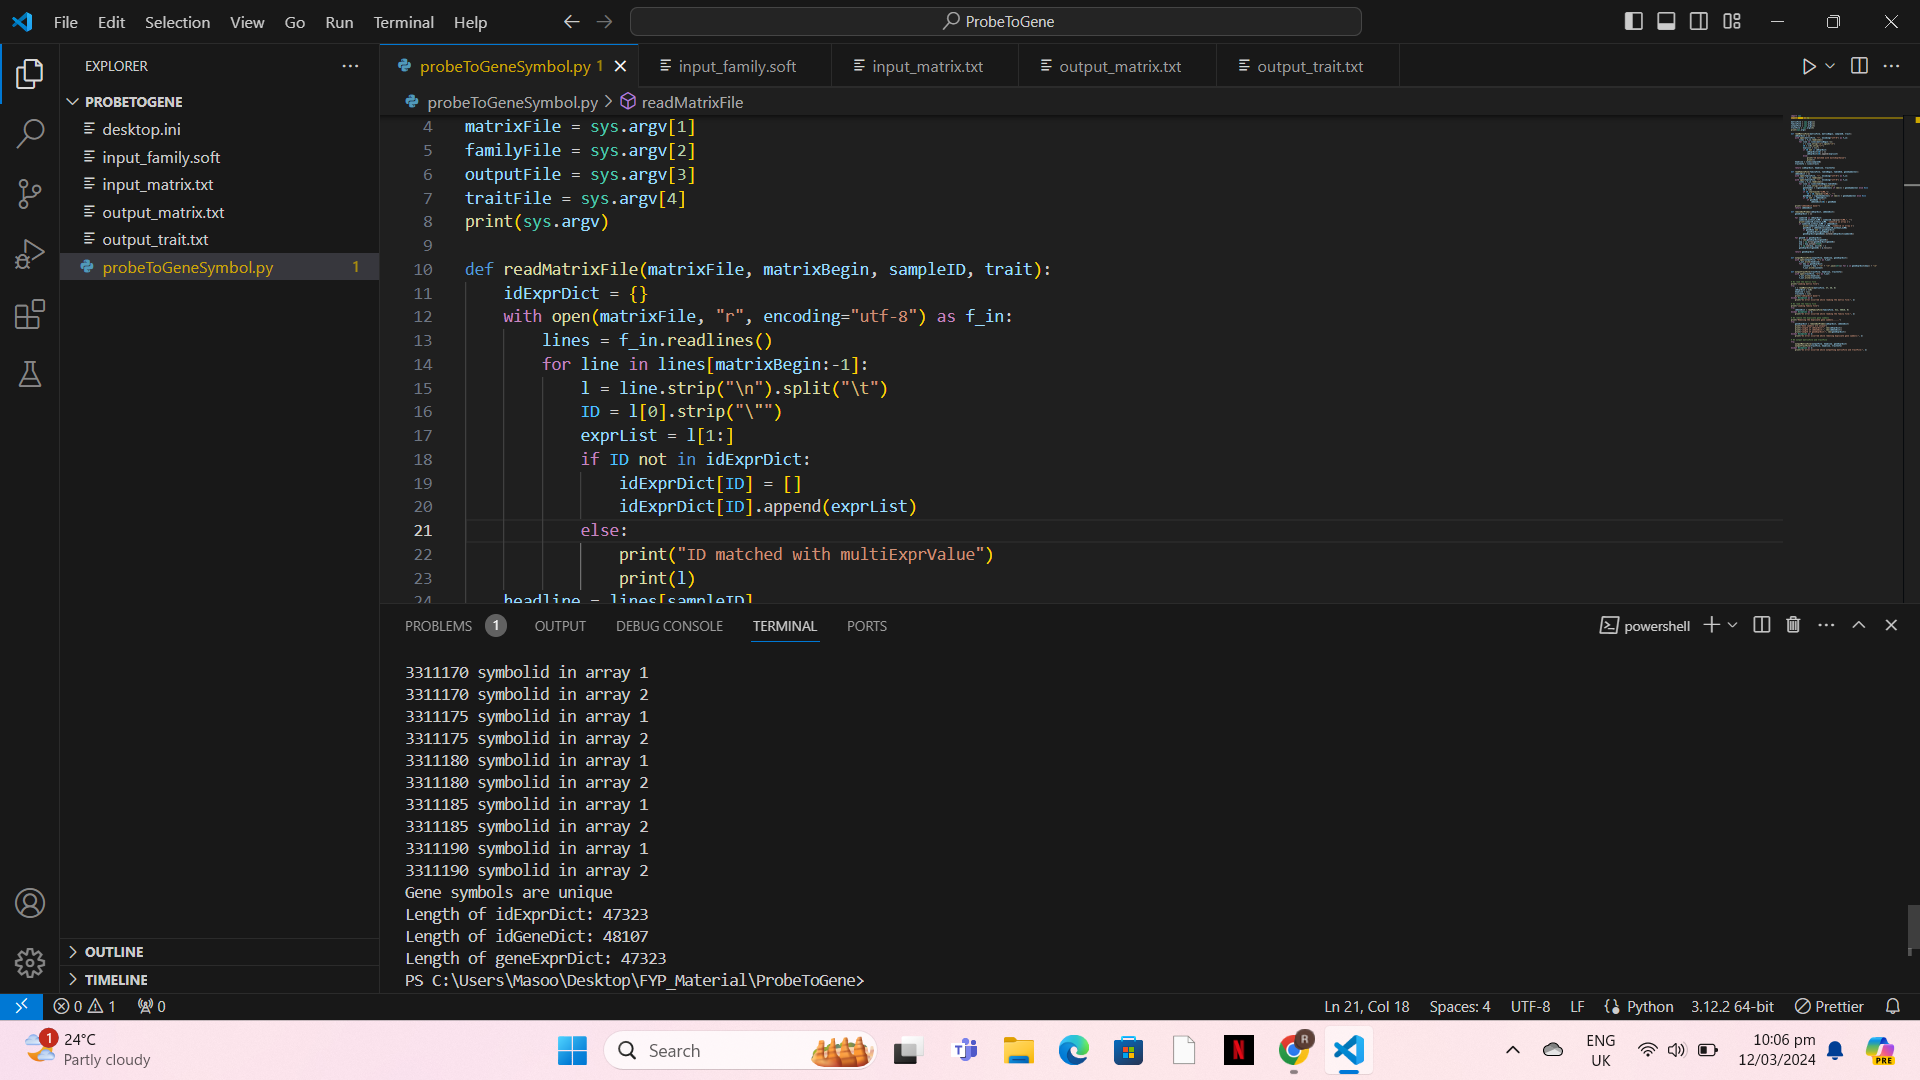 File Edit Selection View Go Run Terminal Help
ProbeToGene
EXPLORER
PROBETOGENE
desktop.ini
input_family.soft
input_matrix.txt
output_matrix.txt
output_trait.txt
probeToGeneSymbol.py 1
OUTLINE
TIMELINE
probeToGeneSymbol.py 1 input_family.soft input_matrix.txt output_matrix.txt output_trait.txt
probeToGeneSymbol.py > readMatrixFile
4 matrixFile = sys.argv[1]
5 familyFile = sys.argv[2]
6 outputFile = sys.argv[3]
7 traitFile = sys.argv[4]
8 print(sys.argv)
9
10 def readMatrixFile(matrixFile, matrixBegin, sampleID, trait):
11 idExprDict = {}
12 with open(matrixFile, "r", encoding="utf-8") as f_in:
13 lines = f_in.readlines()
14 for line in lines[matrixBegin:-1]:
15 l = line.strip("\n").split("\t")
16 ID = l[0].strip("\"")
17 exprList = l[1:]
18 if ID not in idExprDict:
19 idExprDict[ID] = []
20 idExprDict[ID].append(exprList)
21 else:
22 print("ID matched with multiExprValue")
23 print(l)
24 headline = lines[sampleID]
PROBLEMS 1 OUTPUT DEBUG CONSOLE TERMINAL PORTS
powershell
3311170 symbolid in array 1
3311170 symbolid in array 2
3311175 symbolid in array 1
3311175 symbolid in array 2
3311180 symbolid in array 1
3311180 symbolid in array 2
3311185 symbolid in array 1
3311185 symbolid in array 2
3311190 symbolid in array 1
3311190 symbolid in array 2
Gene symbols are unique
Length of idExprDict: 47323
Length of idGeneDict: 48107
Length of geneExprDict: 47323
PS C:\Users\Masoo\Desktop\FYP_Material\ProbeToGene>
0 1 0
Ln 21, Col 18 Spaces: 4 UTF-8 LF Python 3.12.2 64-bit Prettier
1
24°C
Partly cloudy
Search
N
R
ENG
UK
10:06 pm
12/03/2024
PRE